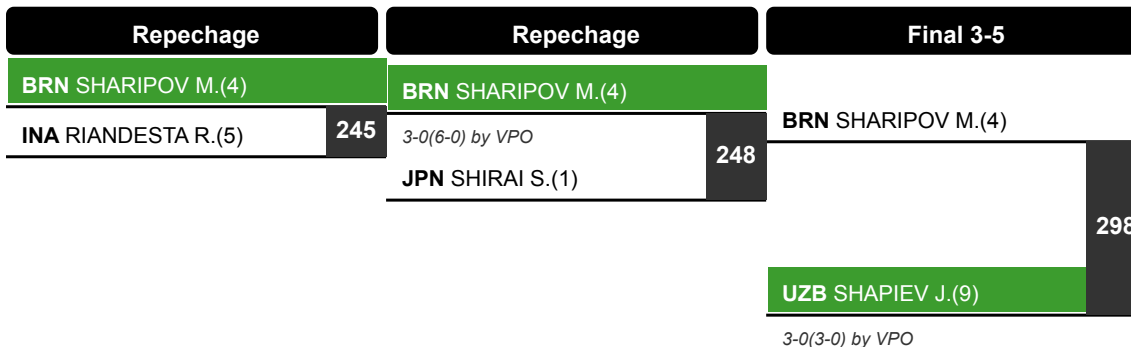 Repechage
BRN SHARIPOV M.(4)
INA RIANDESTA R.(5)
245
Repechage
BRN SHARIPOV M.(4)
3-0(6-0) by VPO
JPN SHIRAI S.(1)
248
Final 3-5
BRN SHARIPOV M.(4)
298
UZB SHAPIEV J.(9)
3-0(3-0) by VPO